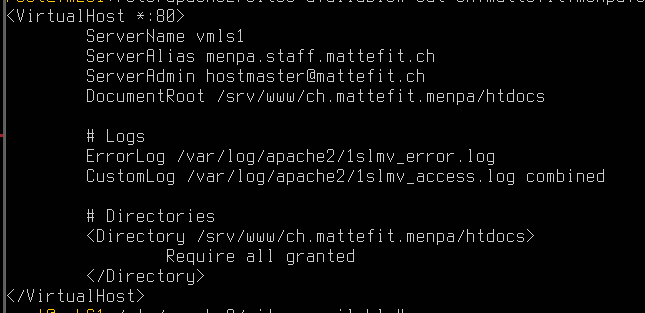 <VirtualHost *:80>
ServerName vmls1
ServerAlias menpa.staff.mattefit.ch
ServerAdmin hostmaster@mattefit.ch
DocumentRoot /srv/www/ch.mattefit.menpa/htdocs
# Logs
ErrorLog /var/log/apache2/1slmv_error.log
CustomLog /var/log/apache2/1slmv_access.log combined
# Directories
<Directory /srv/www/ch.mattefit.menpa/htdocs>
Require all granted
</Directory>
</VirtualHost>